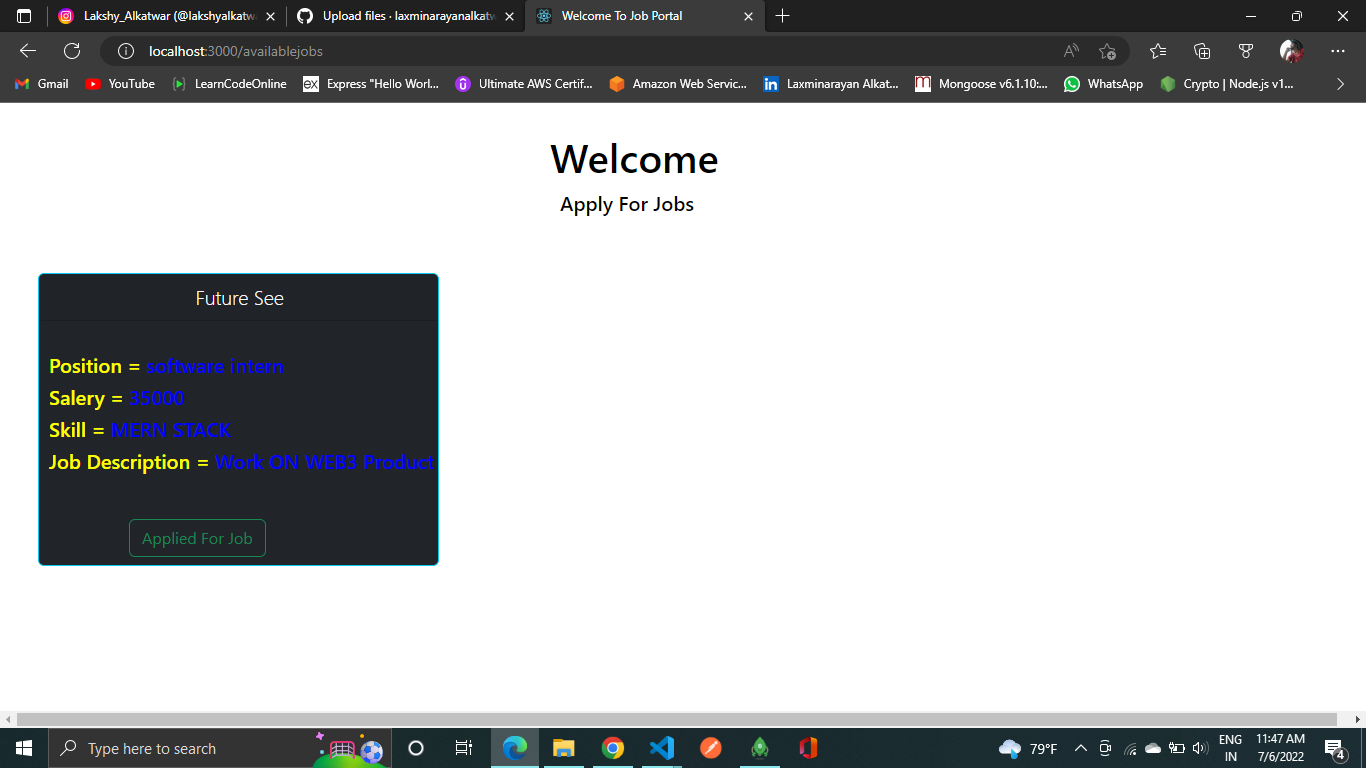 Lakshy_Alkatwar (@lakshyalkatwa
Upload files · laxminarayanalkatw
Welcome To Job Portal
localhost:3000/availablejobs
Gmail
YouTube
LearnCodeOnline
ex
Express "Hello Worl...
Ultimate AWS Certif...
Amazon Web Servic...
in
Laxminarayan Alkat...
Mongoose v6.1.10:...
WhatsApp
Crypto | Node.js v1...
Welcome
Apply For Jobs
Future See
Position = software intern
Salery = 35000
Skill = MERN STACK
Job Description = Work ON WEB3 Product
Applied For Job
Type here to search
79°F
ENG
IN
11:47 AM
7/6/2022
4